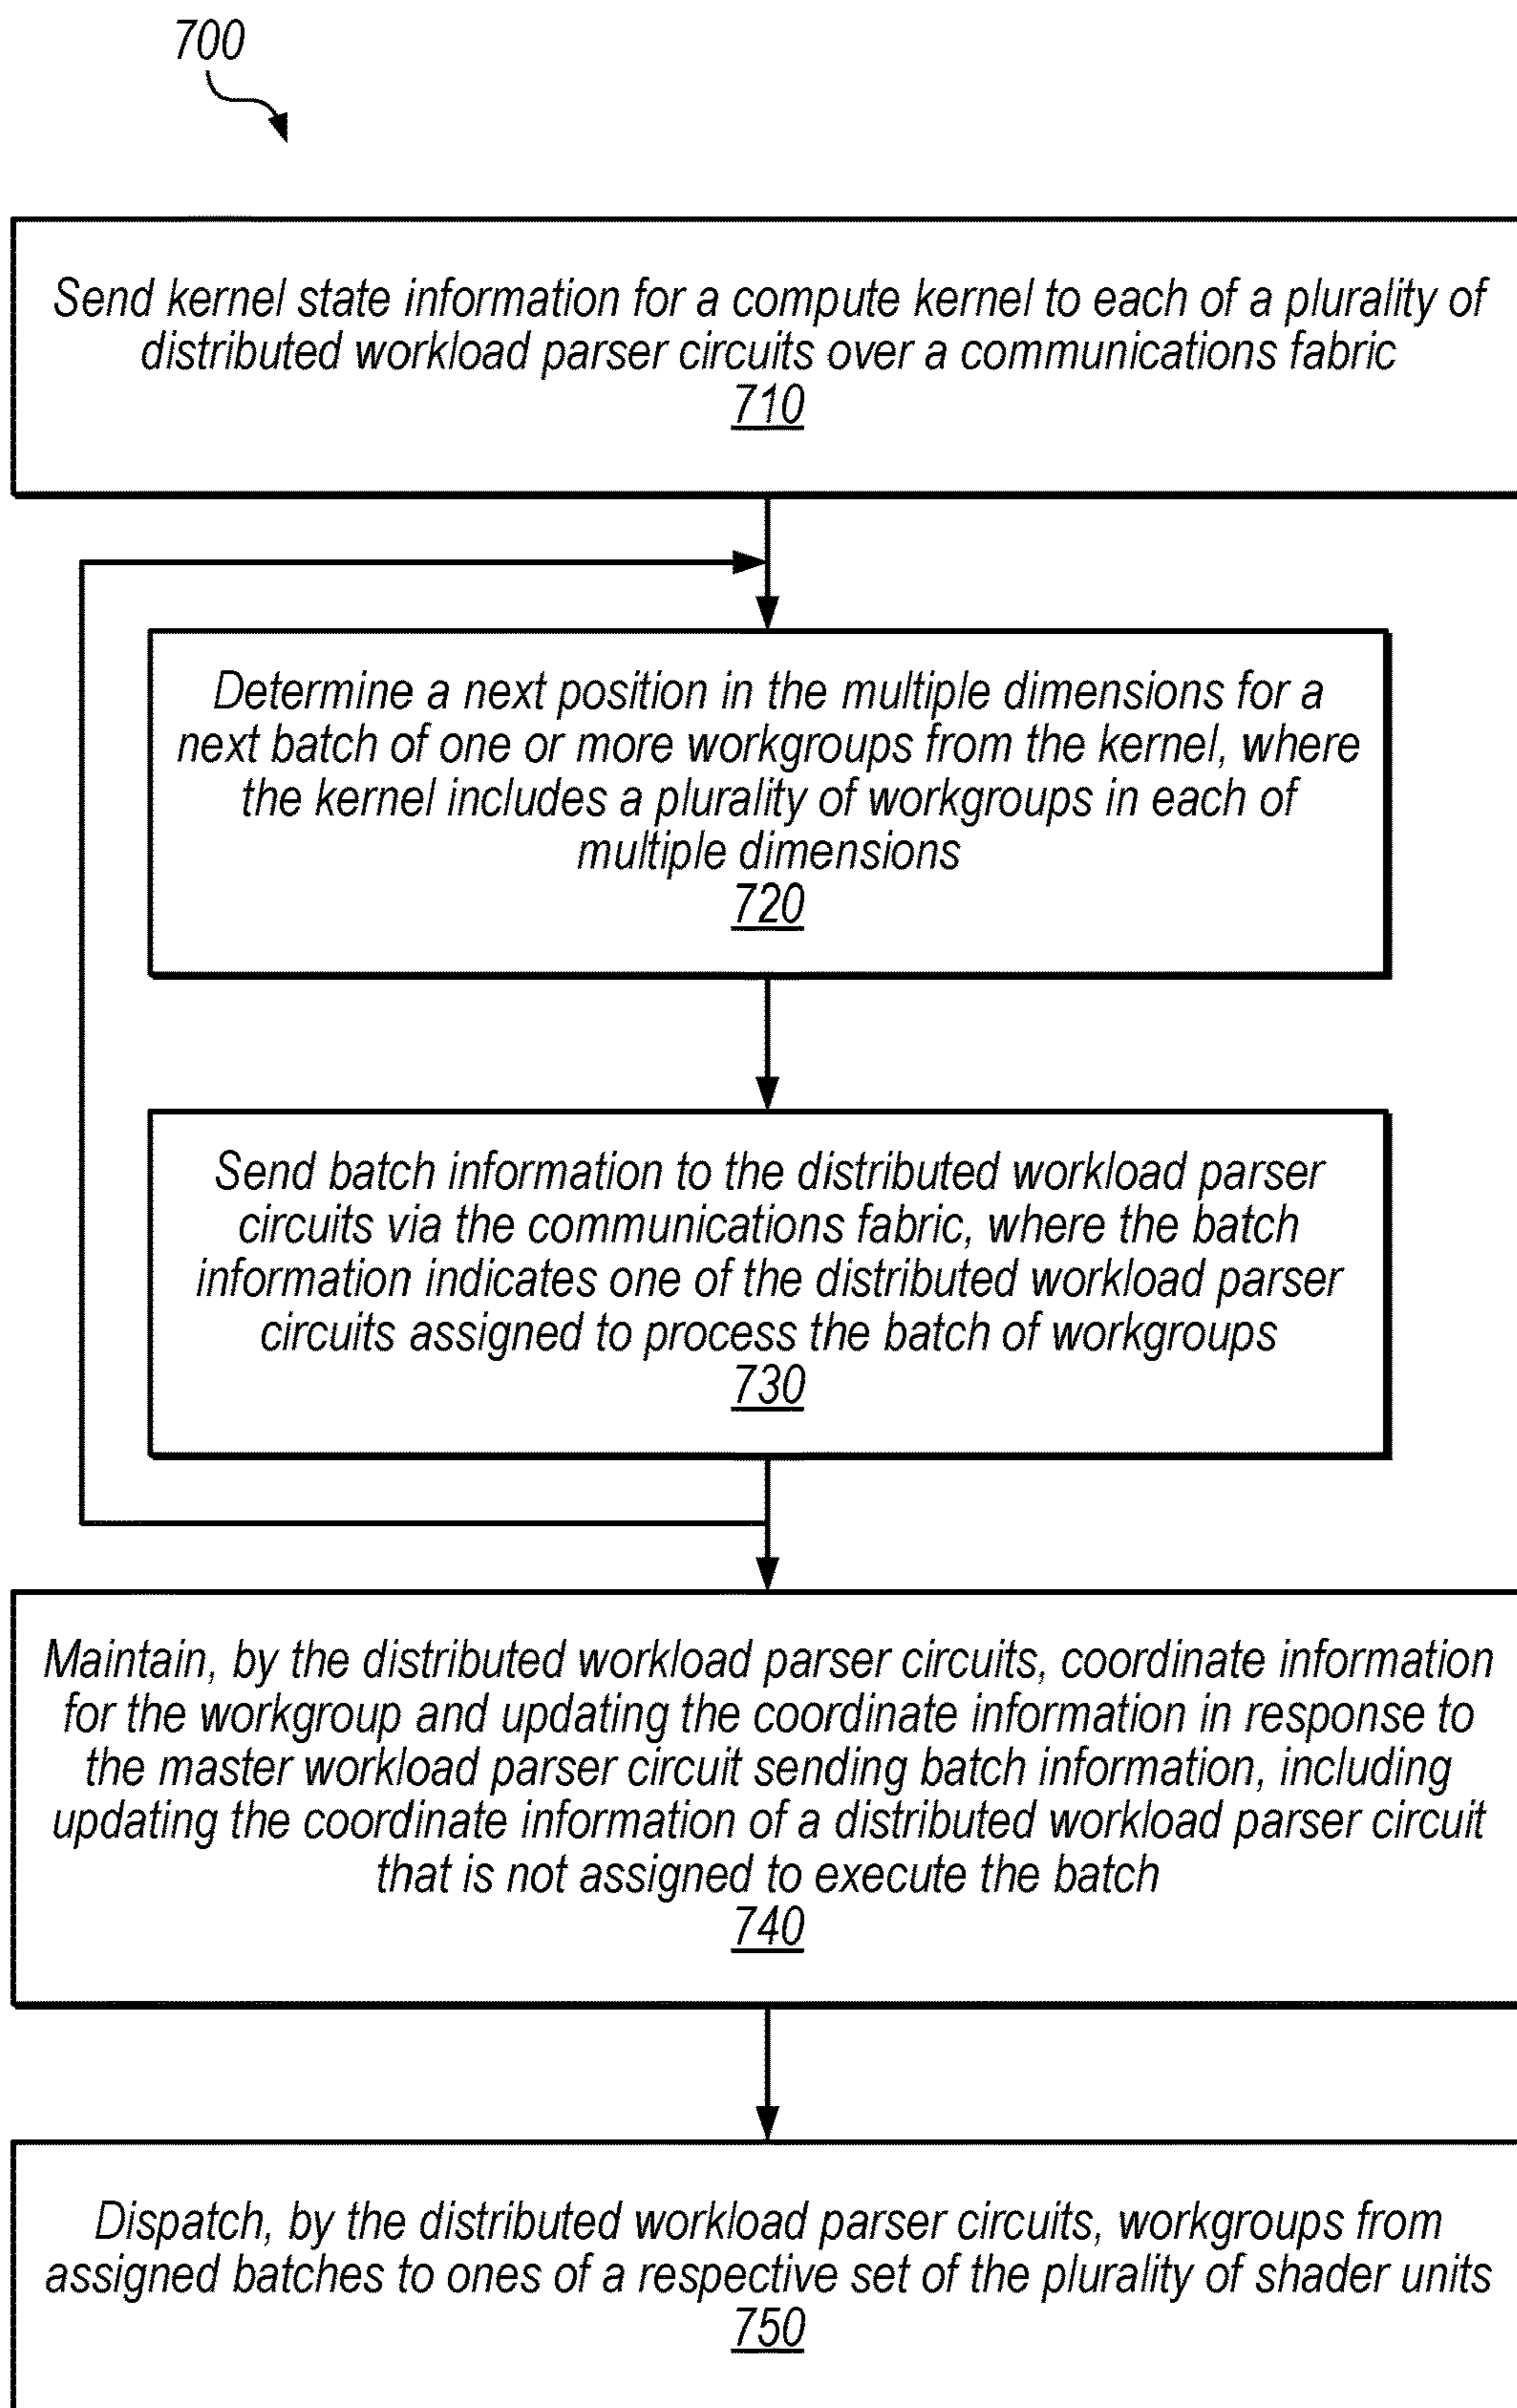 700
Send kernel state information for a compute kernel to each of a plurality of
distributed workload parser circuits over a communications fabric
710
Determine a next position in the multiple dimensions for a
next batch of one or more workgroups from the kernel, where
the kernel includes a plurality of workgroups in each of
multiple dimensions
720
Send batch information to the distributed workload parser
circuits via the communications fabric, where the batch
information indicates one of the distributed workload parser
circuits assigned to process the batch of workgroups
730
Maintain, by the distributed workload parser circuits, coordinate information
for the workgroup and updating the coordinate information in response to
the master workload parser circuit sending batch information, including
updating the coordinate information of a distributed workload parser circuit
that is not assigned to execute the batch
740
Dispatch, by the distributed workload parser circuits, workgroups from
assigned batches to ones of a respective set of the plurality of shader units
750